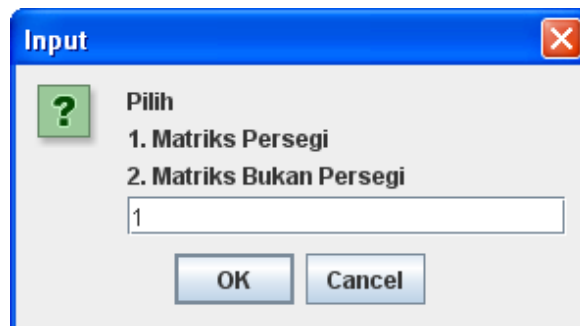 Input
Pilih
1. Matriks Persegi
2. Matriks Bukan Persegi
1
OK
Cancel